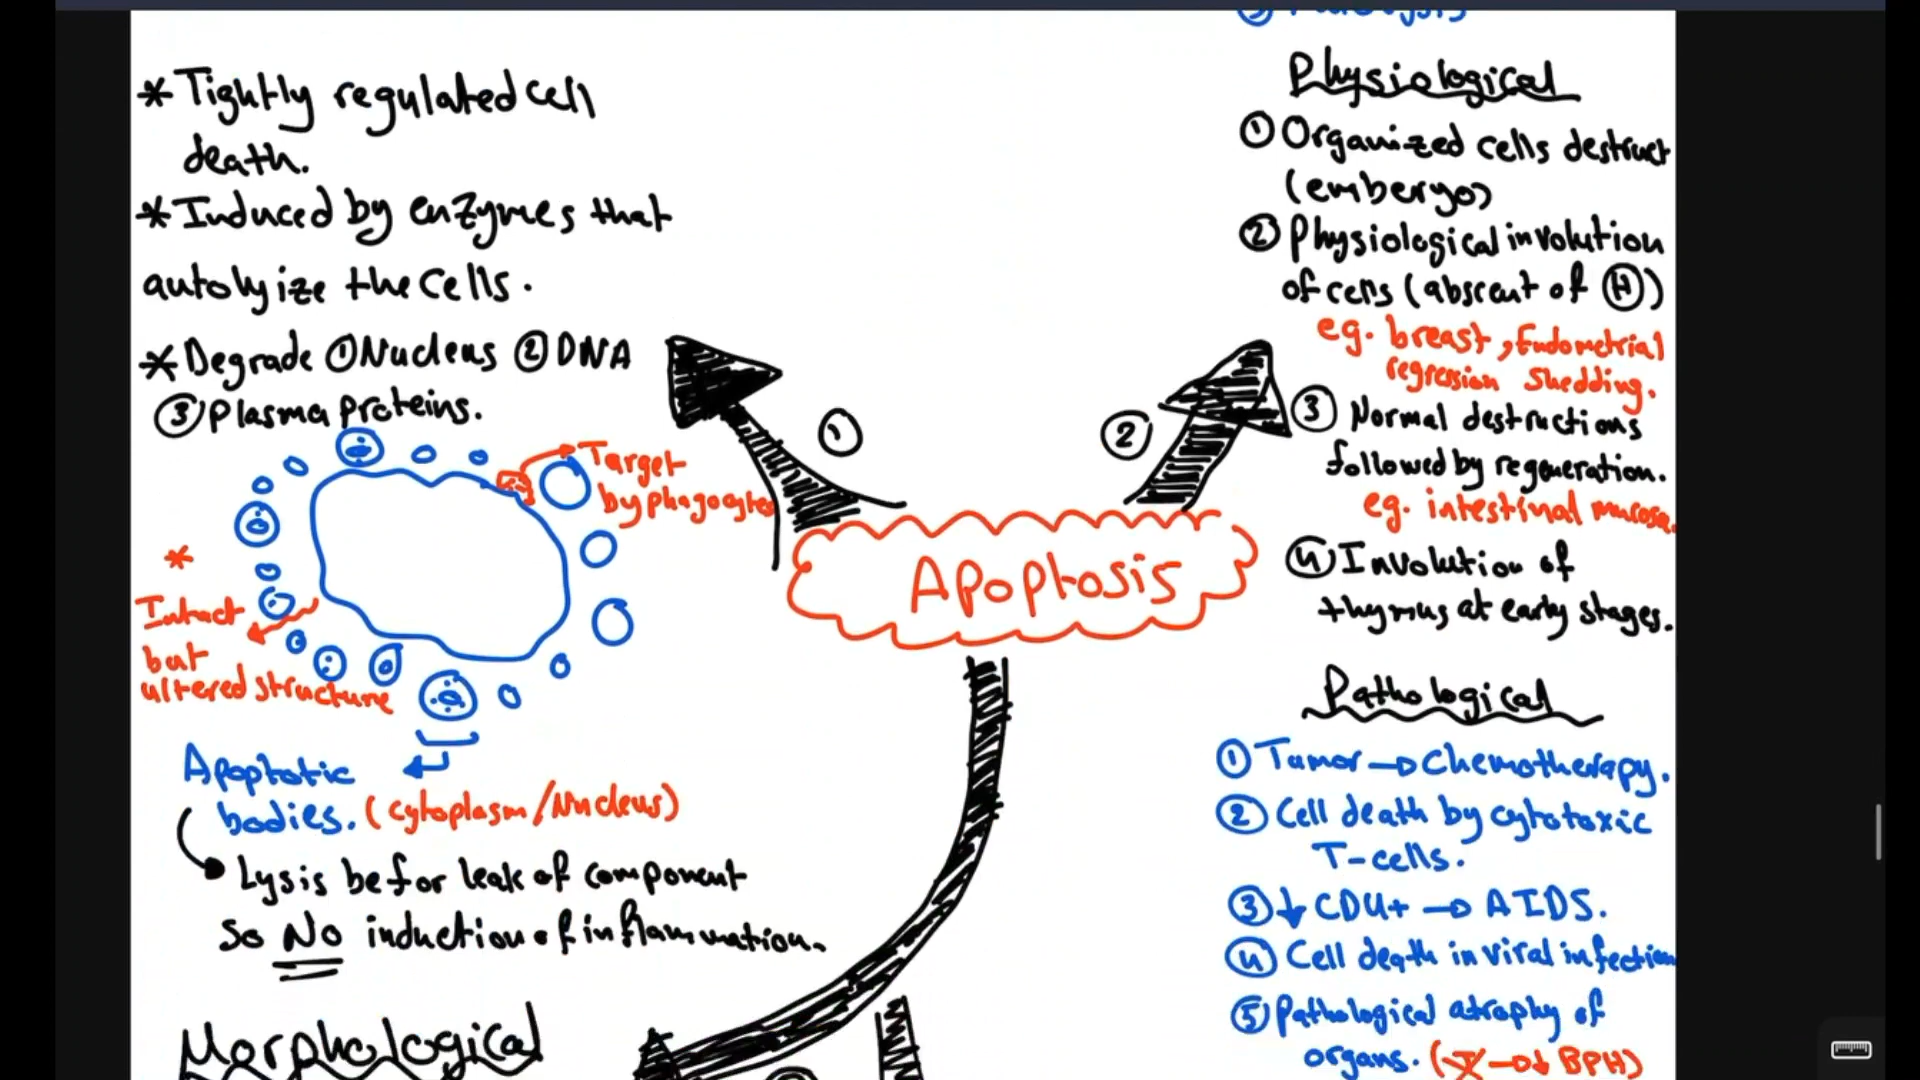 * Tightly regulated cell
death.
* Induced by enzymes that
autolyize the cells.
* Degrade ① Nucleus ② DNA
③ Plasma proteins.
Target
by phagocytes
*
Intact
but
ultered structure
Apoptotic
bodies. (cytoplasm/Nucleus)
Lysis befor leak of component
so NO induction of inflammation.
Morphological
①
②
Apoptosis
Physiological
① Organized cells destruct
(embergyo)
② Physiological involution
of cells (abscent of Ⓗ)
eg. breast, Endometrial
regression shedding.
③ Normal destructions
followed by regeneration.
eg. intestinal mucosa.
④ Involution of
thymus at early stages.
Pathological
① Tumor → chemotherapy.
② Cell death by cytotoxic
T-cells.
③ ↓ CD4+ → AIDS.
④ Cell death in viral infection
⑤ Pathological atrophy of
organs. ( → ↓ BPH)